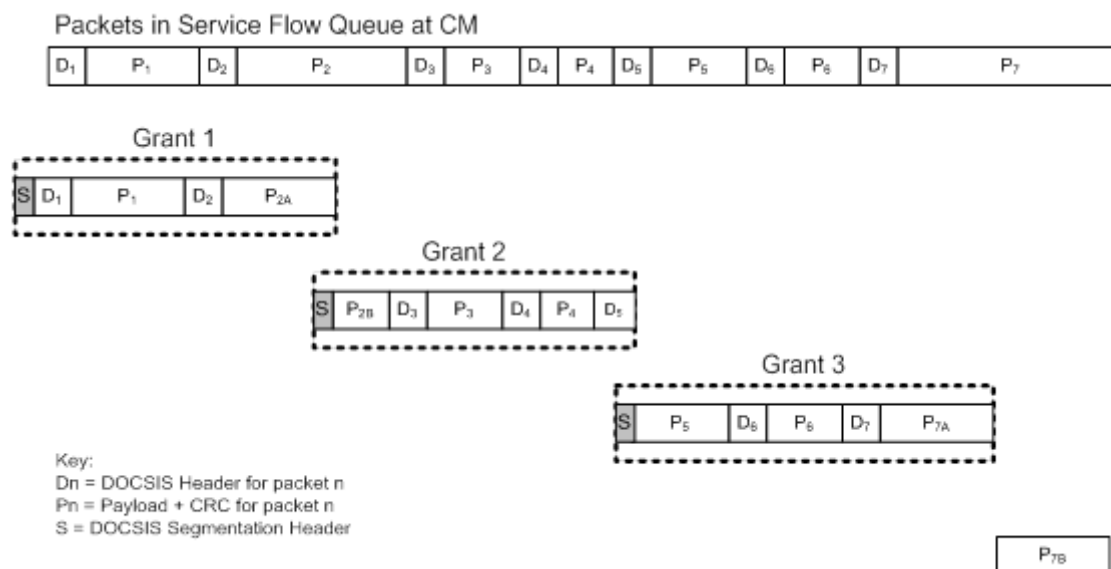 Packets in Service Flow Queue at CM
D₁ P₁ D₂ P₂ D₃ P₃ D₄ P₄ D₅ P₅ D₆ P₆ D₇ P₇
Grant 1
S D₁ P₁ D₂ P₂A
Grant 2
S P₂B D₃ P₃ D₄ P₄ D₅
Grant 3
S P₅ D₆ P₆ D₇ P₇A
Key:
Dn = DOCSIS Header for packet n
Pn = Payload + CRC for packet n
S = DOCSIS Segmentation Header
P₇B